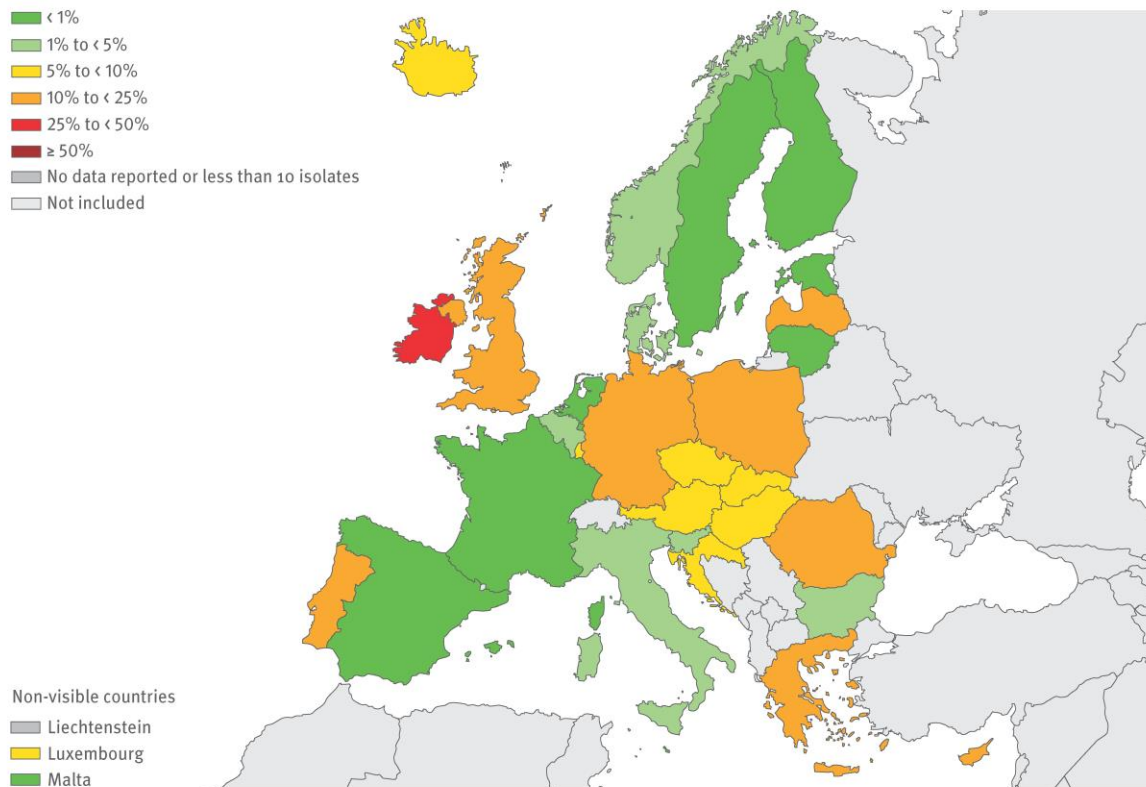 < 1%
1% to < 5%
5% to < 10%
10% to < 25%
25% to < 50%
≥ 50%
No data reported or less than 10 isolates
Not included
Non-visible countries
Liechtenstein
Luxembourg
Malta